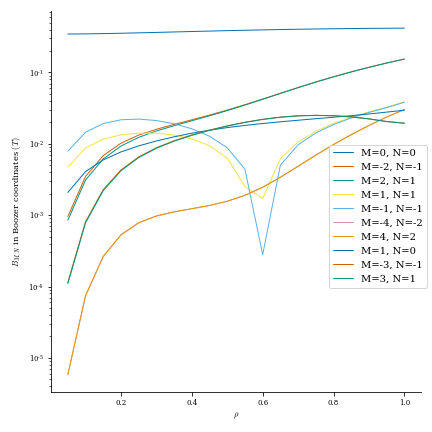 10⁻¹
10⁻²
10⁻³
10⁻⁴
10⁻⁵
B_{M,N} in Boozer coordinates (T)
M=0, N=0
M=-2, N=-1
M=2, N=1
M=1, N=1
M=-1, N=-1
M=-4, N=-2
M=4, N=2
M=1, N=0
M=-3, N=-1
M=3, N=1
0.2 0.4 0.6 0.8 1.0
ρ